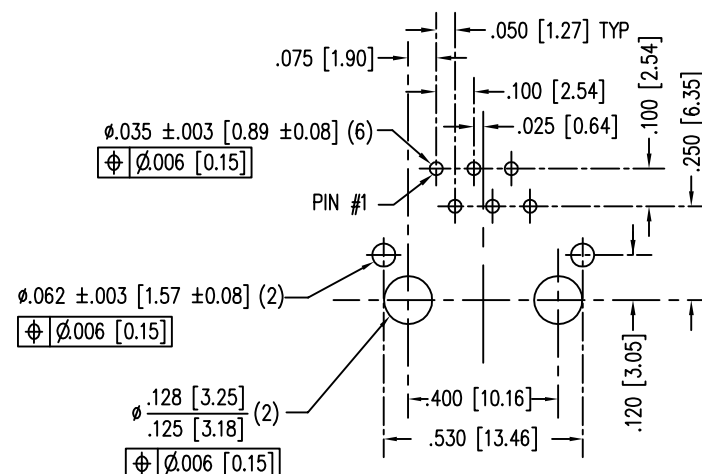 .050 [1.27] TYP
.075 [1.90]
.100 [2.54]
.025 [0.64]
.100 [2.54]
.250 [6.35]
ø.035 ±.003 [0.89 ±0.08] (6)
⌖ Ø.006 [0.15]
PIN #1
ø.062 ±.003 [1.57 ±0.08] (2)
⌖ Ø.006 [0.15]
ø .128 [3.25]
.125 [3.18] (2)
⌖ Ø.006 [0.15]
.400 [10.16]
.530 [13.46]
.120 [3.05]